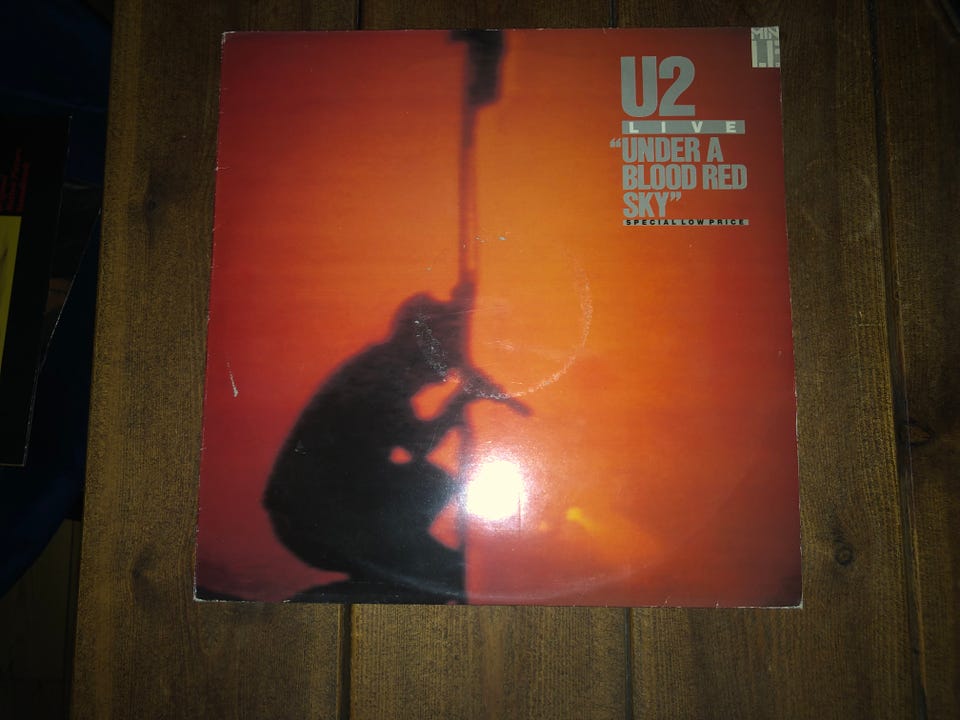 MINI
LP
U2
LIVE
“UNDER A
BLOOD RED
SKY”
SPECIAL LOW PRICE